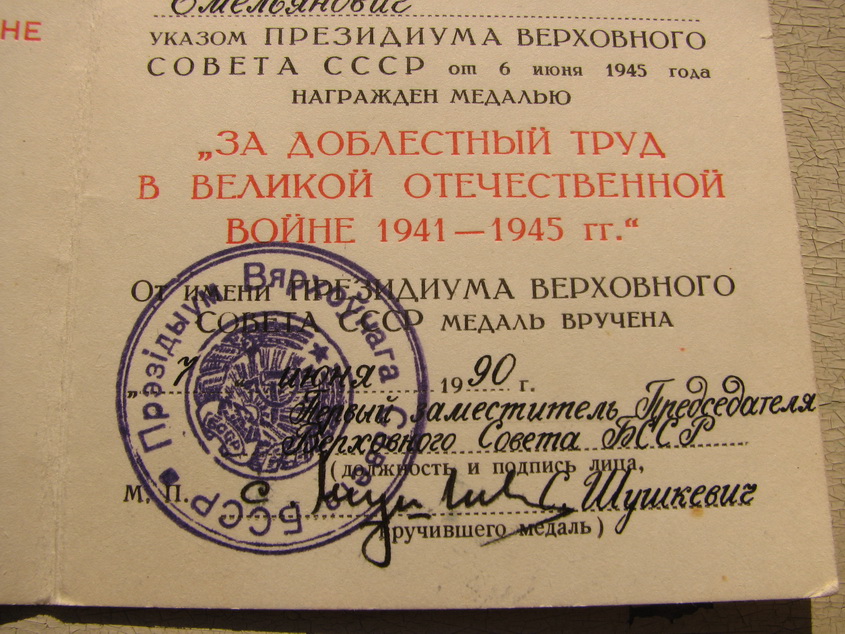 НЕ
Емельянович
УКАЗОМ ПРЕЗИДИУМА ВЕРХОВНОГО
СОВЕТА СССР от 6 июня 1945 года
НАГРАЖДЕН МЕДАЛЬЮ
„ЗА ДОБЛЕСТНЫЙ ТРУД
В ВЕЛИКОЙ ОТЕЧЕСТВЕННОЙ
ВОЙНЕ 1941—1945 гг.“
От имени ПРЕЗИДИУМА ВЕРХОВНОГО
СОВЕТА СССР МЕДАЛЬ ВРУЧЕНА
„7 “ июня 1990 г.
Первый заместитель Председателя
Верховного Совета БССР
(должность и подпись лица,
М. П. С. Шушкевич
вручившего медаль)
Прэзідыум Вярхоўнага Савета БССР